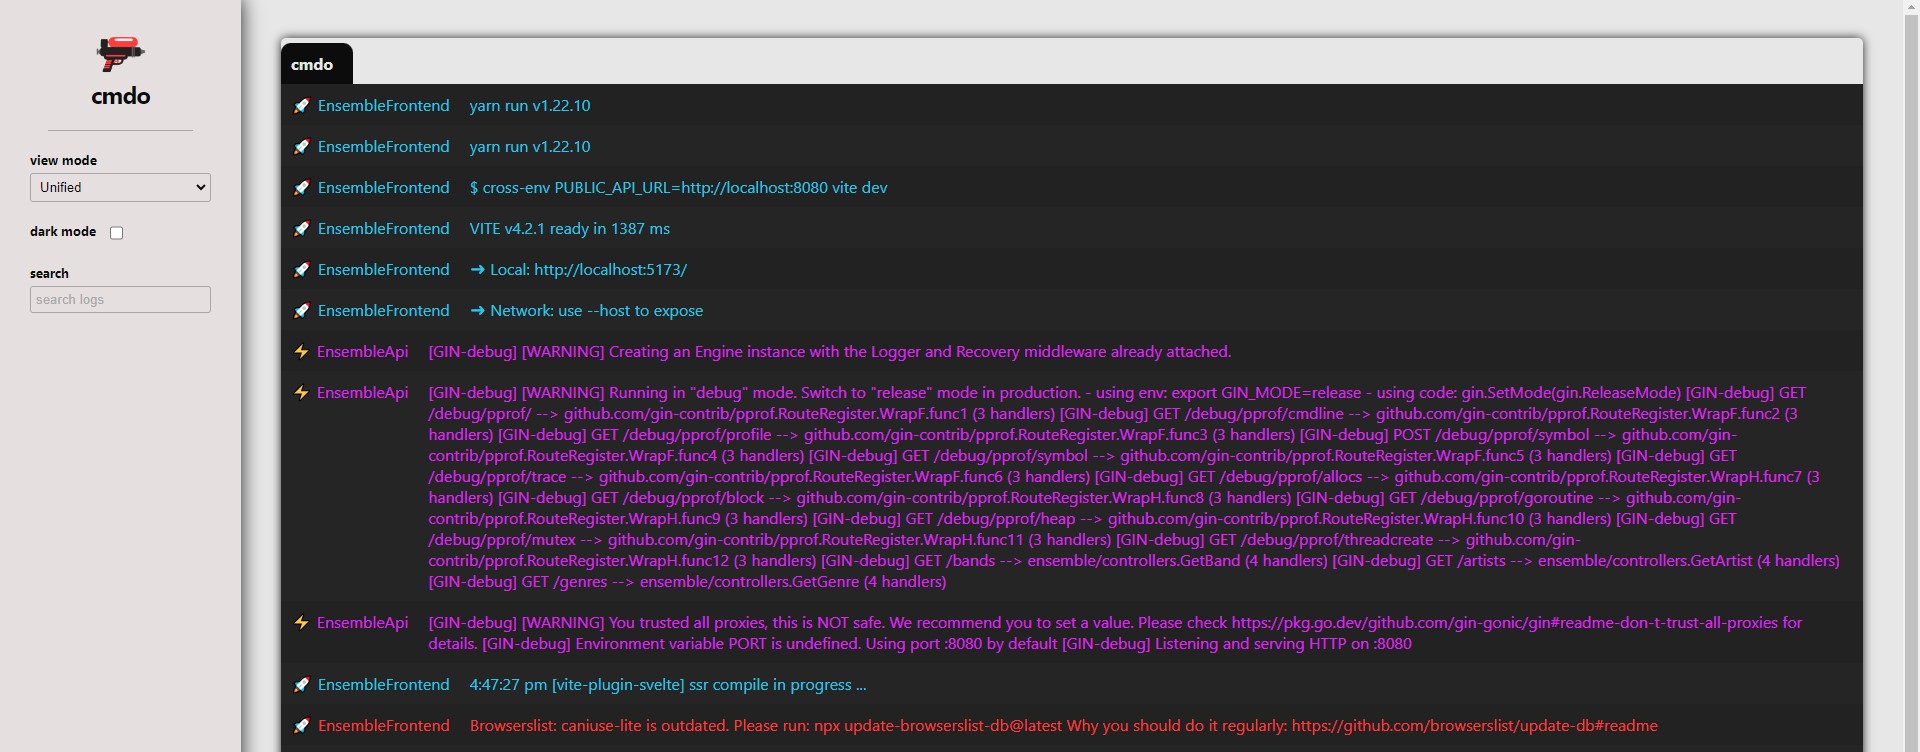 cmdo
view mode
Unified
dark mode
search
search logs
cmdo
EnsembleFrontend yarn run v1.22.10
EnsembleFrontend yarn run v1.22.10
EnsembleFrontend $ cross-env PUBLIC_API_URL=http://localhost:8080 vite dev
EnsembleFrontend VITE v4.2.1 ready in 1387 ms
EnsembleFrontend ➜ Local: http://localhost:5173/
EnsembleFrontend ➜ Network: use --host to expose
EnsembleApi [GIN-debug] [WARNING] Creating an Engine instance with the Logger and Recovery middleware already attached.
EnsembleApi [GIN-debug] [WARNING] Running in "debug" mode. Switch to "release" mode in production. - using env: export GIN_MODE=release - using code: gin.SetMode(gin.ReleaseMode) [GIN-debug] GET
/debug/pprof/ --> github.com/gin-contrib/pprof.RouteRegister.WrapF.func1 (3 handlers) [GIN-debug] GET /debug/pprof/cmdline --> github.com/gin-contrib/pprof.RouteRegister.WrapF.func2 (3
handlers) [GIN-debug] GET /debug/pprof/profile --> github.com/gin-contrib/pprof.RouteRegister.WrapF.func3 (3 handlers) [GIN-debug] POST /debug/pprof/symbol --> github.com/gin-
contrib/pprof.RouteRegister.WrapF.func4 (3 handlers) [GIN-debug] GET /debug/pprof/symbol --> github.com/gin-contrib/pprof.RouteRegister.WrapF.func5 (3 handlers) [GIN-debug] GET
/debug/pprof/trace --> github.com/gin-contrib/pprof.RouteRegister.WrapF.func6 (3 handlers) [GIN-debug] GET /debug/pprof/allocs --> github.com/gin-contrib/pprof.RouteRegister.WrapH.func7 (3
handlers) [GIN-debug] GET /debug/pprof/block --> github.com/gin-contrib/pprof.RouteRegister.WrapH.func8 (3 handlers) [GIN-debug] GET /debug/pprof/goroutine --> github.com/gin-
contrib/pprof.RouteRegister.WrapH.func9 (3 handlers) [GIN-debug] GET /debug/pprof/heap --> github.com/gin-contrib/pprof.RouteRegister.WrapH.func10 (3 handlers) [GIN-debug] GET
/debug/pprof/mutex --> github.com/gin-contrib/pprof.RouteRegister.WrapH.func11 (3 handlers) [GIN-debug] GET /debug/pprof/threadcreate --> github.com/gin-
contrib/pprof.RouteRegister.WrapH.func12 (3 handlers) [GIN-debug] GET /bands --> ensemble/controllers.GetBand (4 handlers) [GIN-debug] GET /artists --> ensemble/controllers.GetArtist (4 handlers)
[GIN-debug] GET /genres --> ensemble/controllers.GetGenre (4 handlers)
EnsembleApi [GIN-debug] [WARNING] You trusted all proxies, this is NOT safe. We recommend you to set a value. Please check https://pkg.go.dev/github.com/gin-gonic/gin#readme-don-t-trust-all-proxies for
details. [GIN-debug] Environment variable PORT is undefined. Using port :8080 by default [GIN-debug] Listening and serving HTTP on :8080
EnsembleFrontend 4:47:27 pm [vite-plugin-svelte] ssr compile in progress ...
EnsembleFrontend Browserslist: caniuse-lite is outdated. Please run: npx update-browserslist-db@latest Why you should do it regularly: https://github.com/browserslist/update-db#readme